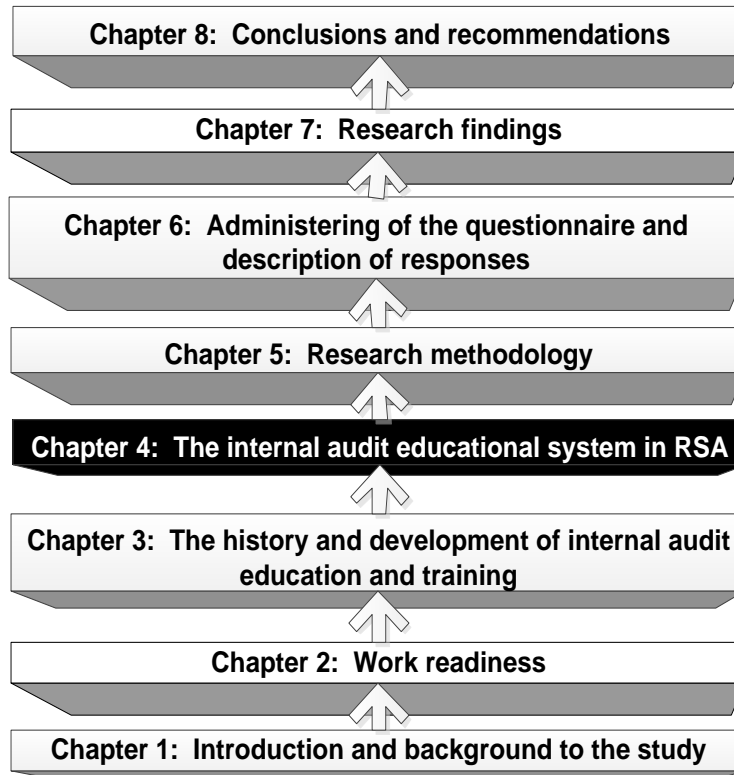 Chapter 8:  Conclusions and recommendations
Chapter 7:  Research findings
Chapter 6:  Administering of the questionnaire and
description of responses
Chapter 5:  Research methodology
Chapter 4:  The internal audit educational system in RSA
Chapter 3:  The history and development of internal audit
education and training
Chapter 2:  Work readiness
Chapter 1:  Introduction and background to the study